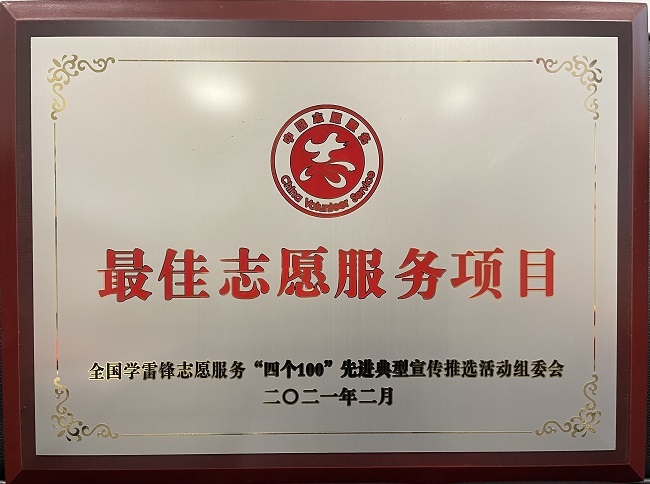 中国志愿服务
China Volunteer Service
最佳志愿服务项目
全国学雷锋志愿服务“四个100”先进典型宣传推选活动组委会
二〇二一年二月